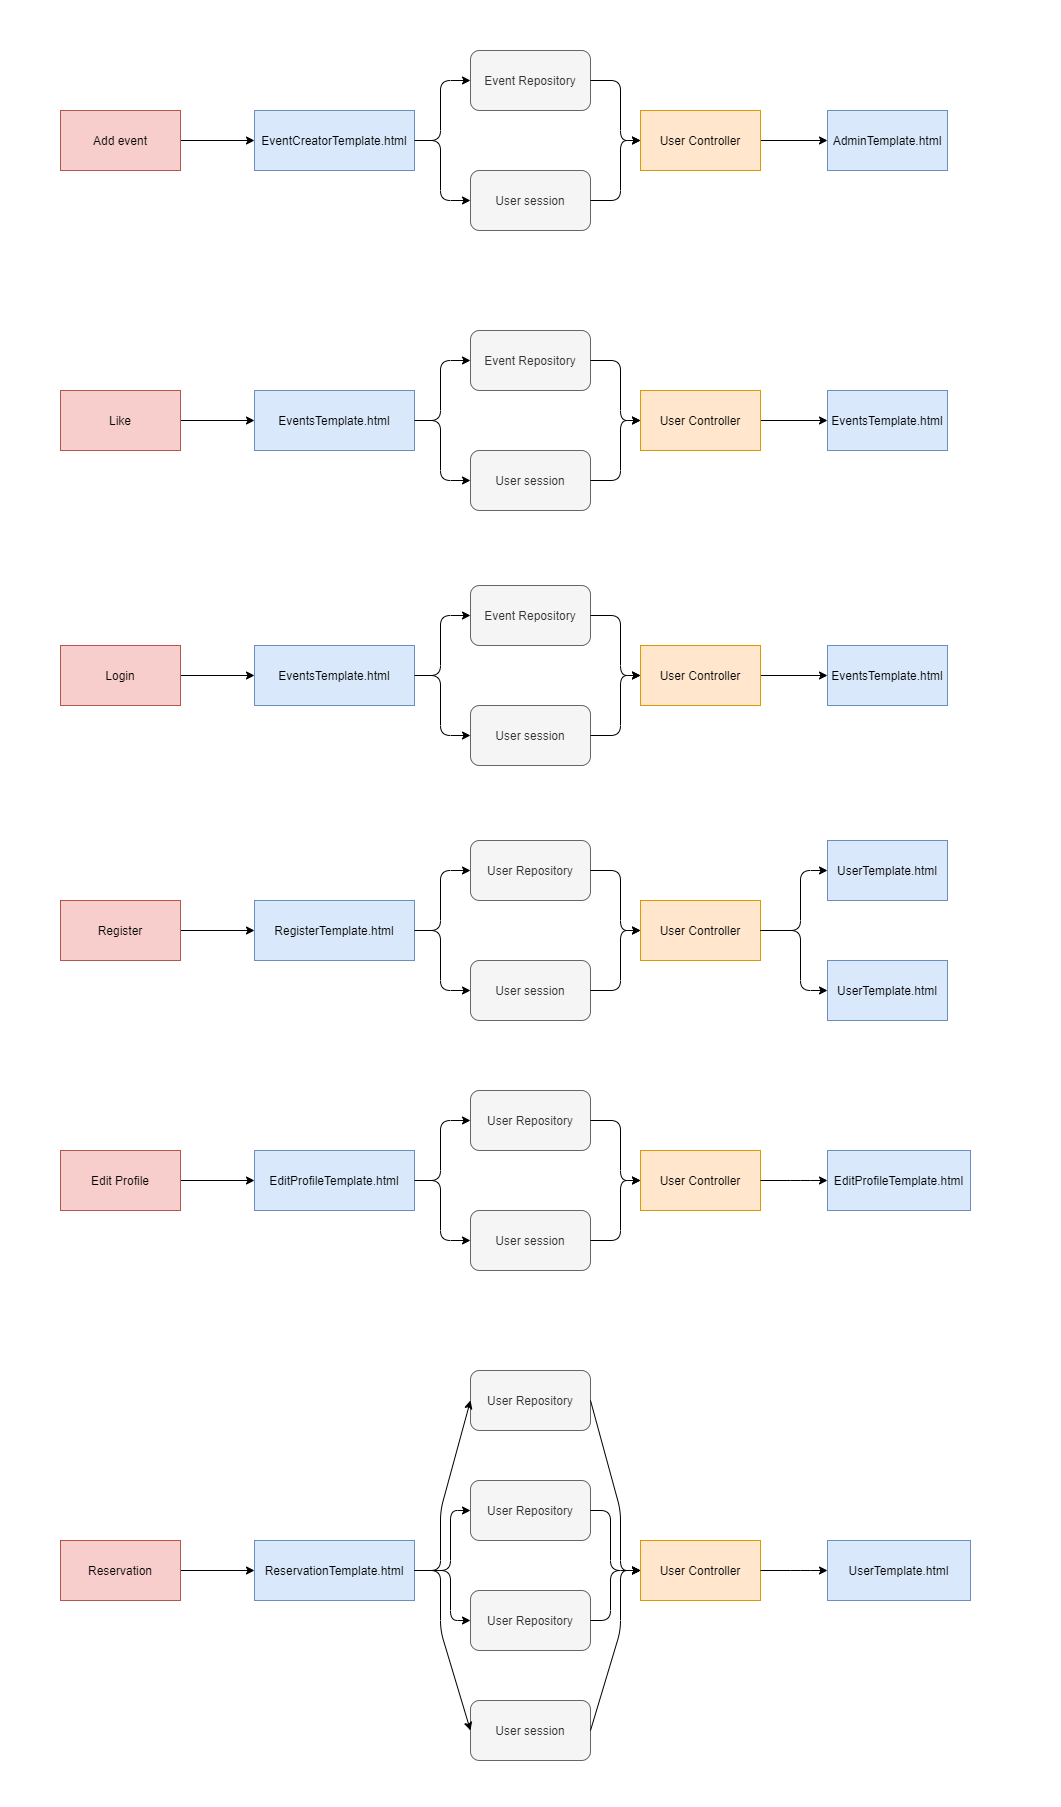 Event Repository
Add event
EventCreatorTemplate.html
User Controller
AdminTemplate.html
User session
Event Repository
Like
EventsTemplate.html
User Controller
EventsTemplate.html
User session
Event Repository
Login
EventsTemplate.html
User Controller
EventsTemplate.html
User session
User Repository
UserTemplate.html
Register
RegisterTemplate.html
User Controller
User session
UserTemplate.html
User Repository
Edit Profile
EditProfileTemplate.html
User Controller
EditProfileTemplate.html
User session
User Repository
User Repository
Reservation
ReservationTemplate.html
User Controller
UserTemplate.html
User Repository
User session